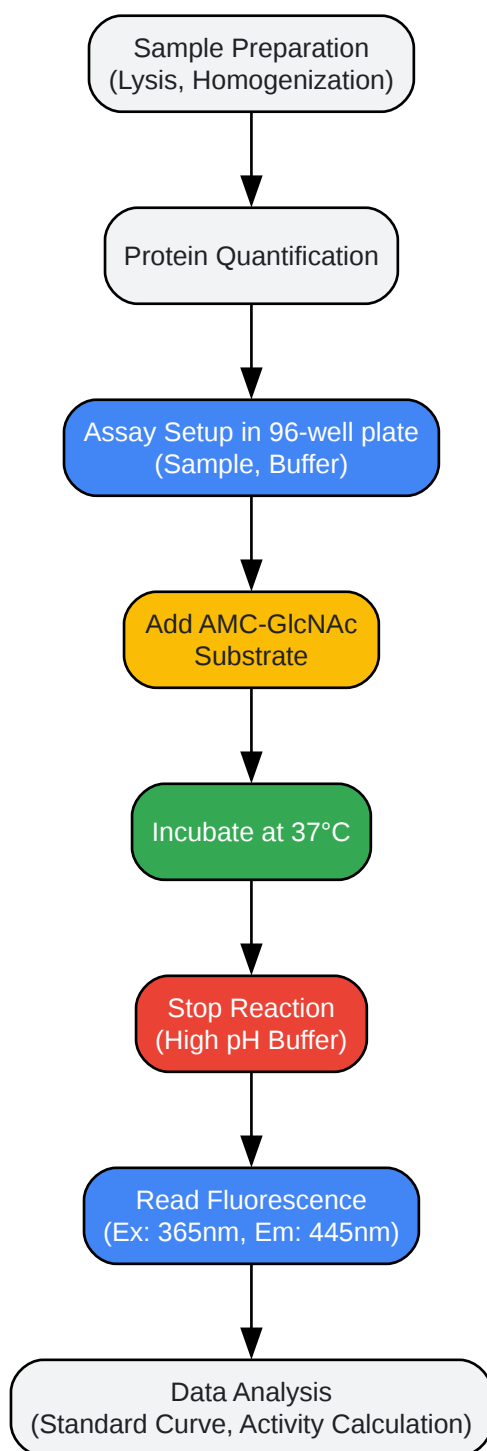 Sample Preparation
(Lysis, Homogenization)
Protein Quantification
Assay Setup in 96-well plate
(Sample, Buffer)
Add AMC-GlcNAc
Substrate
Incubate at 37°C
Stop Reaction
(High pH Buffer)
Read Fluorescence
(Ex: 365nm, Em: 445nm)
Data Analysis
(Standard Curve, Activity Calculation)